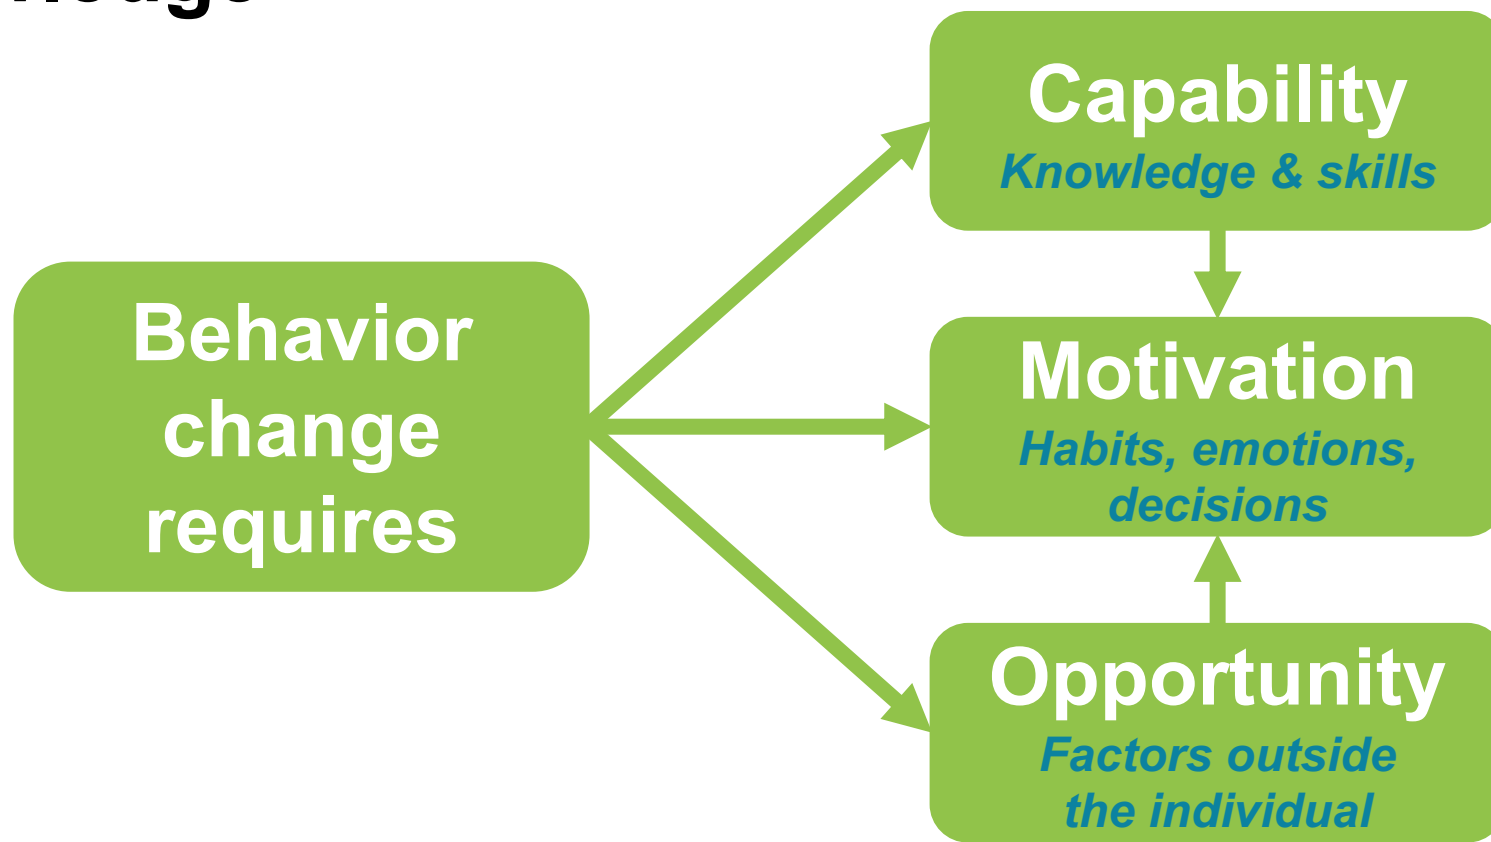 Behavior
change
requires
Capability
Knowledge & skills
Motivation
Habits, emotions,
decisions
Opportunity
Factors outside
the individual